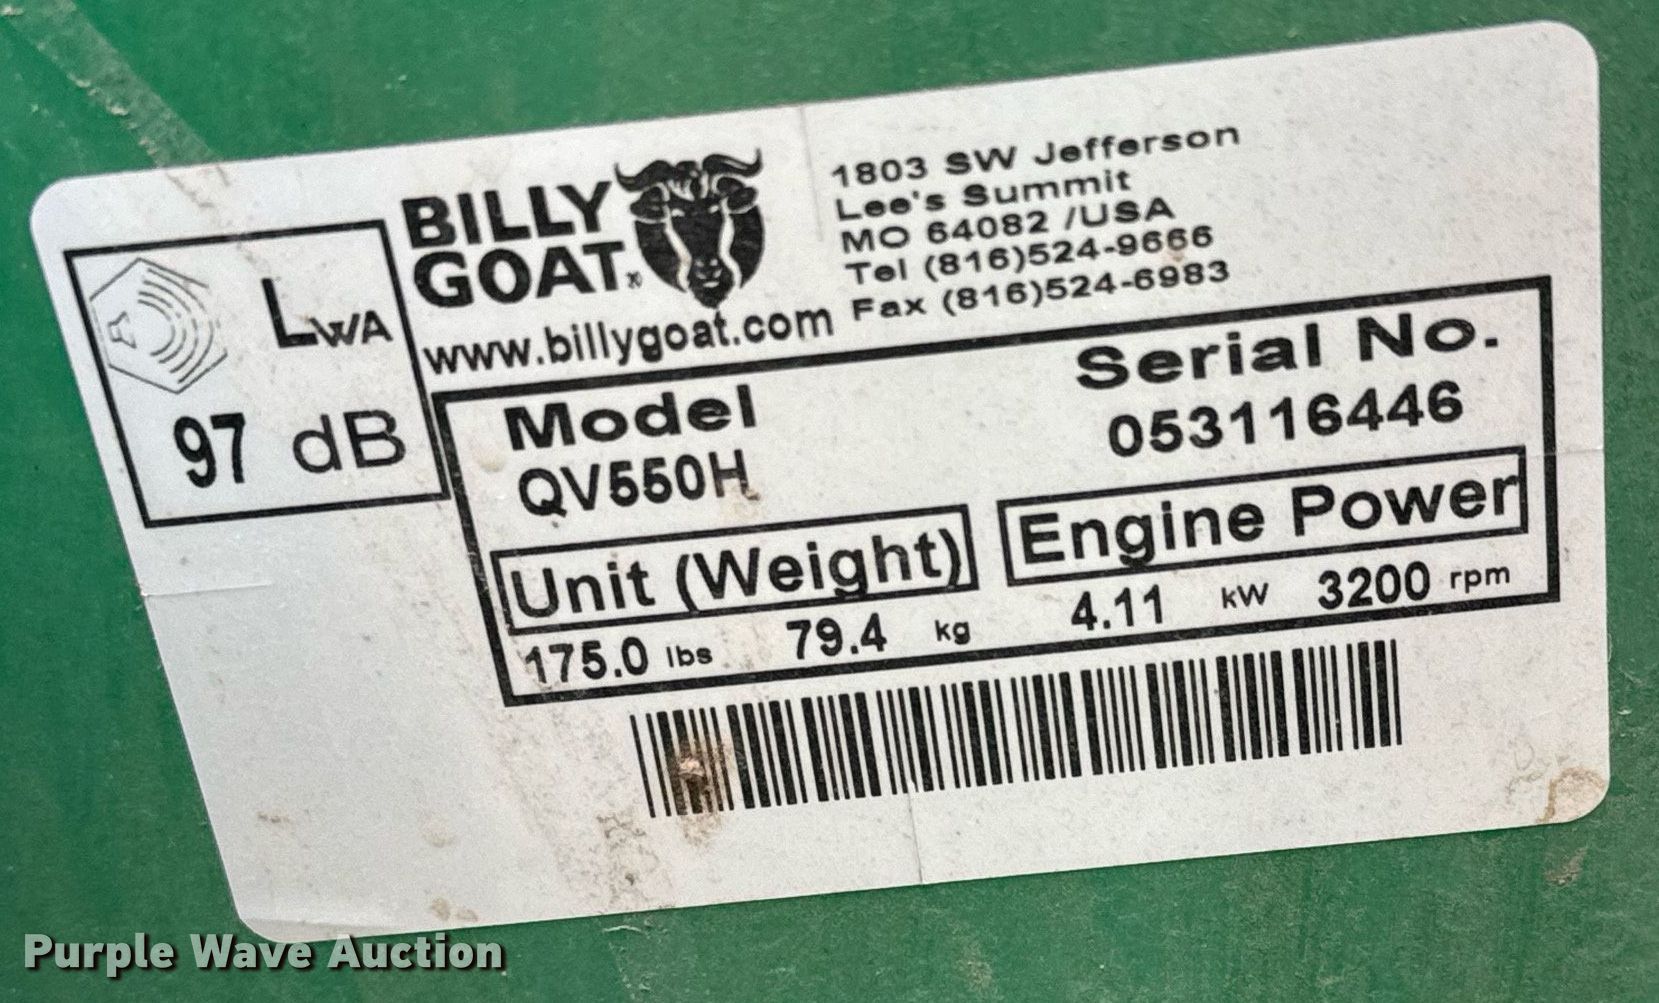 LWA
97 dB
BILLY
GOAT®
www.billygoat.com
1803 SW Jefferson
Lee's Summit
MO 64082 /USA
Tel (816)524-9666
Fax (816)524-6983
Model
QV550H
Serial No.
053116446
Unit (Weight)
175.0 lbs 79.4 kg
Engine Power
4.11 kW 3200 rpm
Purple Wave Auction